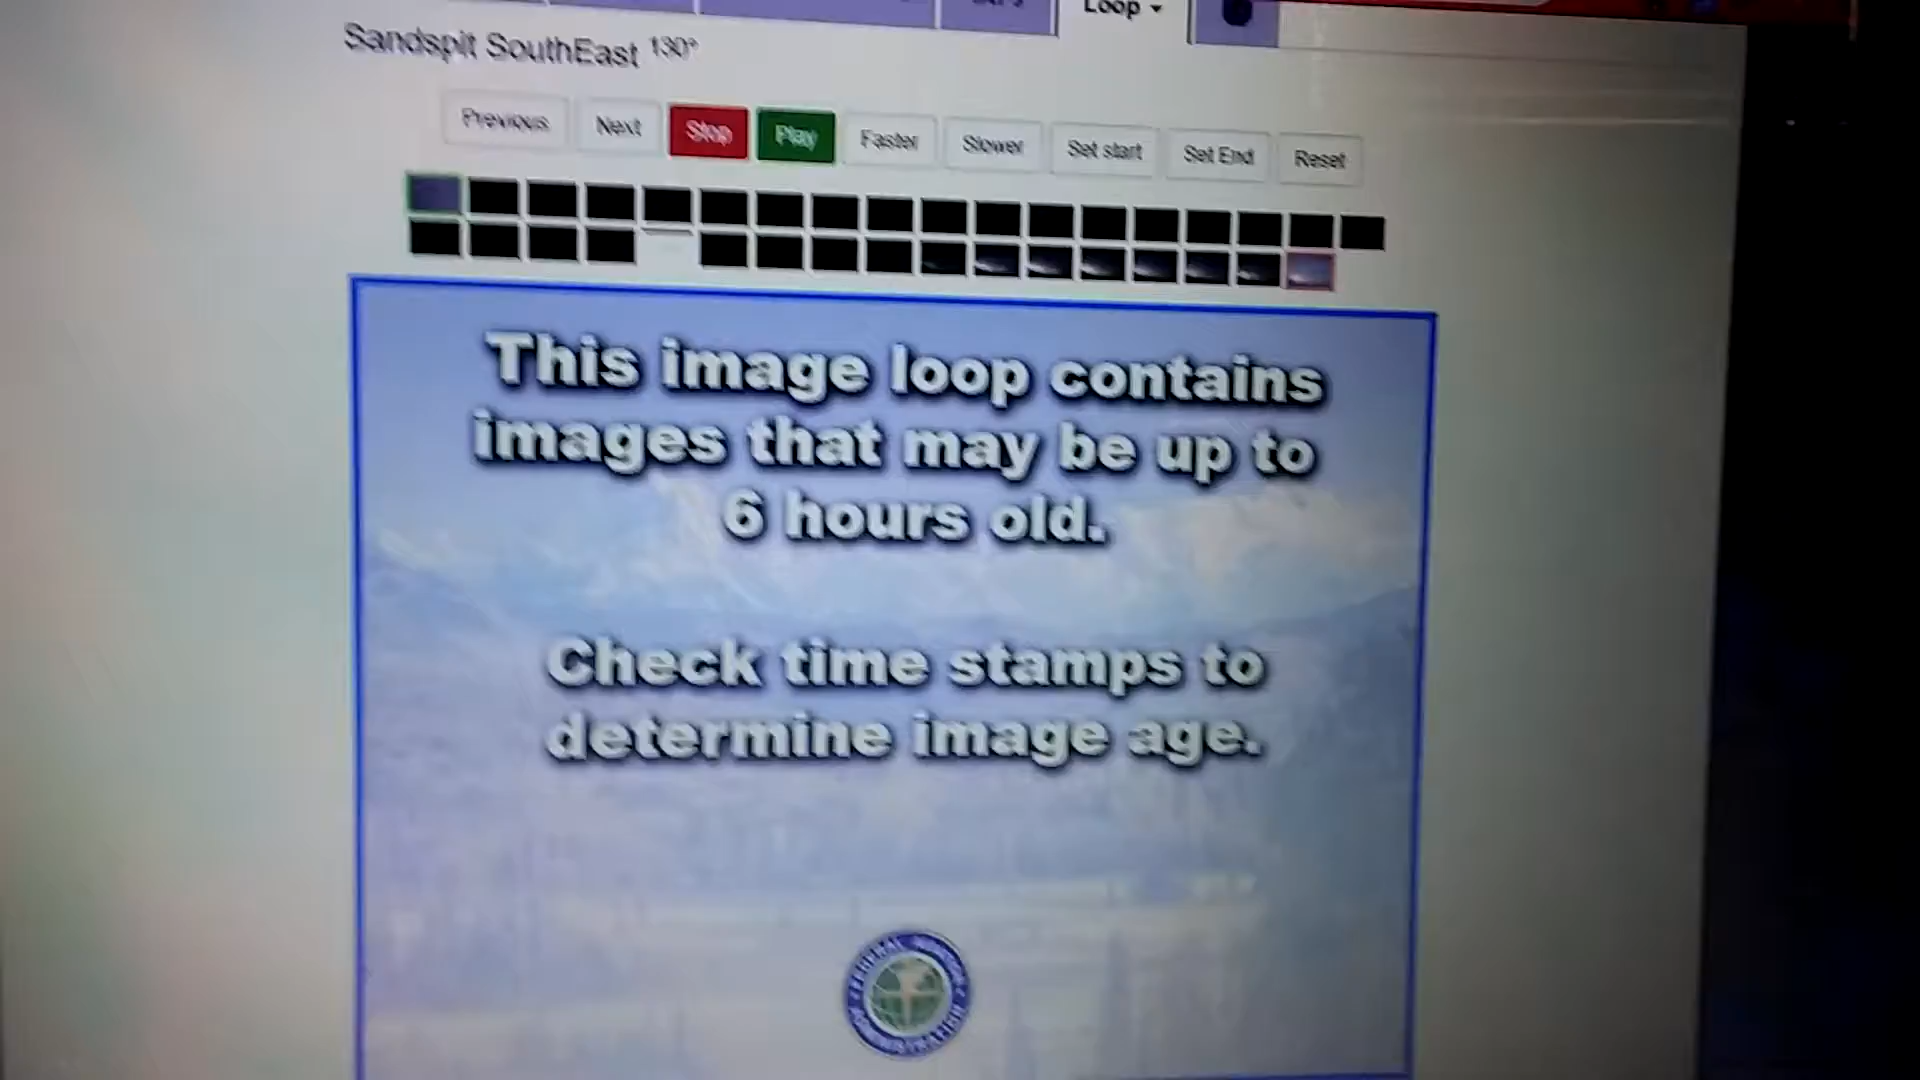 Loop
Sandspit SouthEast 130°
Previous Next Stop Play Faster Slower Set start Set End Reset
This image loop contains
images that may be up to
6 hours old.
Check time stamps to
determine image age.